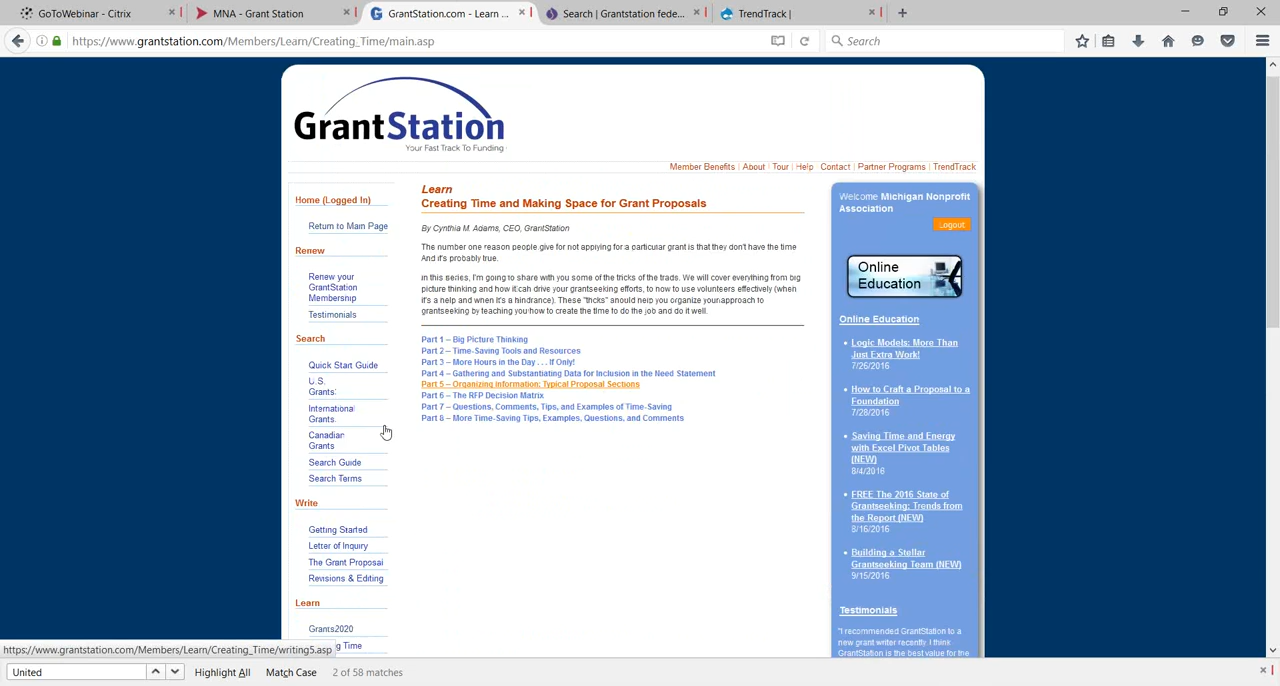 GoToWebinar - Citrix
MNA - Grant Station
GrantStation.com - Learn ...
Search | Grantstation fede...
TrendTrack |
https://www.grantstation.com/Members/Learn/Creating_Time/main.asp
Search
GrantStation
Your Fast Track To Funding
Member Benefits | About | Tour | Help Contact | Partner Programs | TrendTrack
Home (Logged In)
Return to Main Page
Renew
Renew your
GrantStation
Membership
Testimonials
Search
Quick Start Guide
U.S.
Grants
International
Grants
Canadian
Grants
Search Guide
Search Terms
Write
Getting Started
Letter of Inquiry
The Grant Proposal
Revisions & Editing
Learn
Grants2020
g Time
Learn
Creating Time and Making Space for Grant Proposals
By Cynthia M. Adams, CEO, GrantStation
The number one reason people give for not applying for a particular grant is that they don't have the time
And it's probably true.
In this series, I'm going to share with you some of the tricks of the trade. We will cover everything from big
picture thinking and how it can drive your grantseeking efforts, to how to use volunteers effectively (when
it's a help and when it's a hindrance). These "tricks" should help you organize your approach to
grantseeking by teaching you how to create the time to do the job and do it well.
Part 1 – Big Picture Thinking
Part 2 – Time-Saving Tools and Resources
Part 3 – More Hours in the Day . . . If Only!
Part 4 – Gathering and Substantiating Data for Inclusion in the Need Statement
Part 5 – Organizing information: Typical Proposal Sections
Part 6 – The RFP Decision Matrix
Part 7 – Questions, Comments, Tips, and Examples of Time-Saving
Part 8 – More Time-Saving Tips, Examples, Questions, and Comments
Welcome Michigan Nonprofit
Association
Logout
Online
Education
Online Education
• Logic Models: More Than
Just Extra Work!
7/26/2016
• How to Craft a Proposal to a
Foundation
7/28/2016
• Saving Time and Energy
with Excel Pivot Tables
(NEW)
8/4/2016
• FREE The 2016 State of
Grantseeking: Trends from
the Report (NEW)
8/16/2016
• Building a Stellar
Grantseeking Team (NEW)
9/15/2016
Testimonials
"I recommended GrantStation to a
new grant writer recently I think
GrantStation is the best value for the
https://www.grantstation.com/Members/Learn/Creating_Time/writing5.asp
United
Highlight All
Match Case
2 of 58 matches